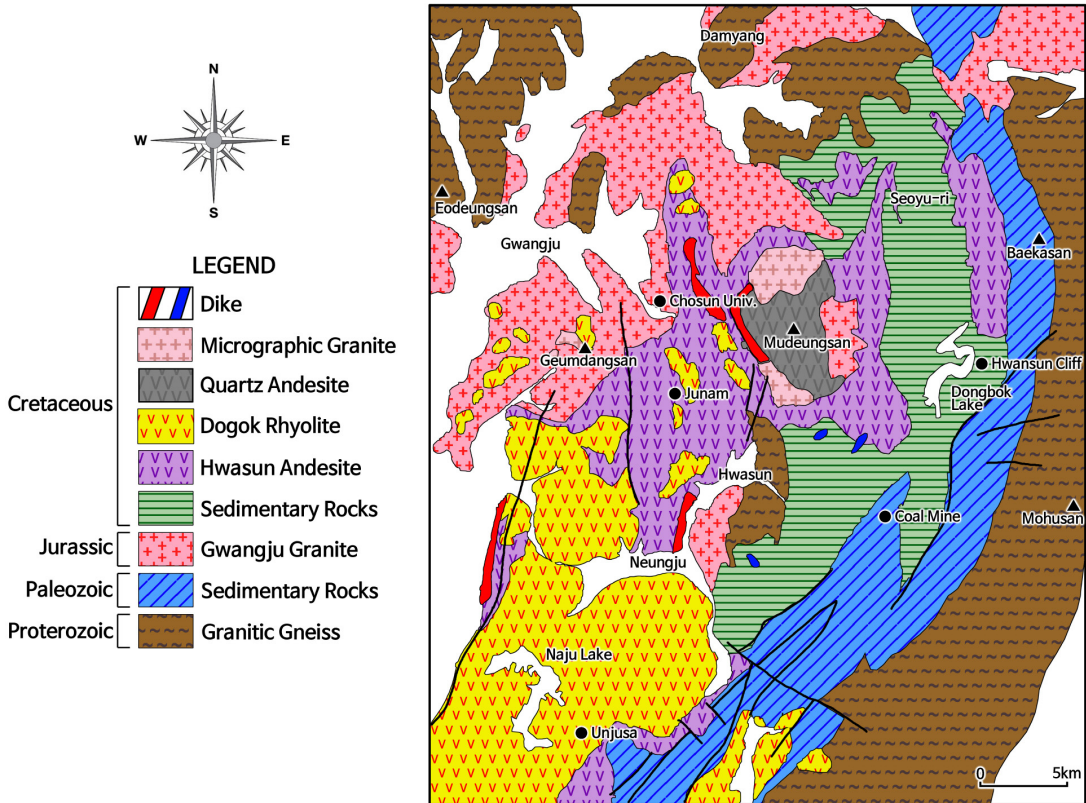 N
W
E
S
LEGEND
Cretaceous
Dike
Micrographic Granite
Quartz Andesite
Dogok Rhyolite
Hwasun Andesite
Sedimentary Rocks
Jurassic
Gwangju Granite
Paleozoic
Sedimentary Rocks
Proterozoic
Granitic Gneiss
Damyang
Eodeungsan
Seoyu-ri
Gwangju
Baekasan
Chosun Univ.
Mudeungsan
Geumdangsan
Hwansun Cliff
Junam
Dongbok
Lake
Hwasun
Coal Mine
Mohusan
Neungju
Naju Lake
Unjusa
0
5km